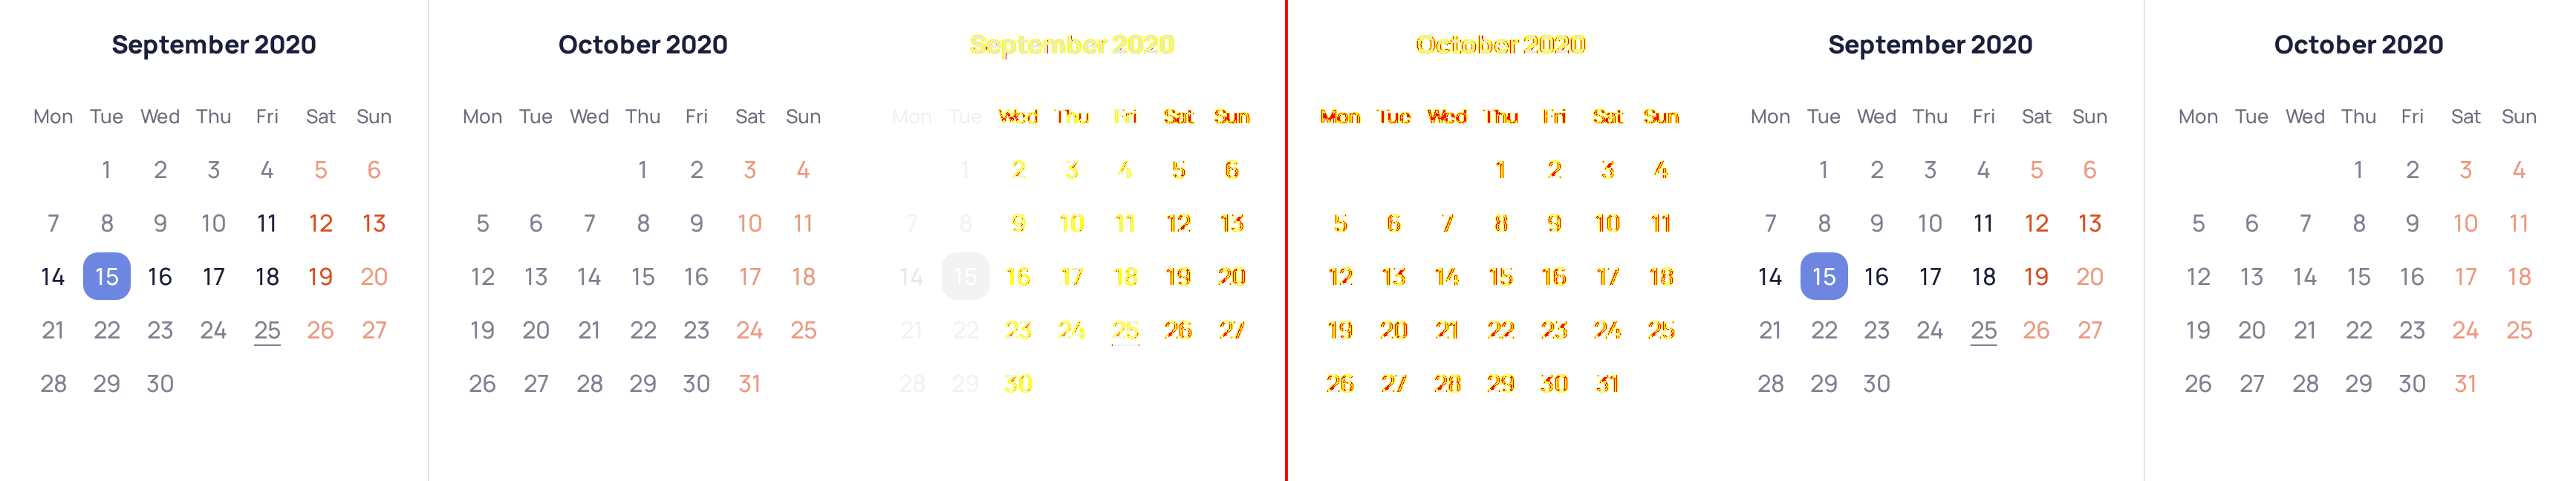 September 2020 October 2020 September 2020 October 2020 September 2020 October 2020
Mon Tue Wed Thu Fri Sat Sun Mon Tue Wed Thu Fri Sat Sun Mon Tue Wed Thu Fri Sat Sun Mon Tue Wed Thu Fri Sat Sun Mon Tue Wed Thu Fri Sat Sun Mon Tue Wed Thu Fri Sat Sun
1 2 3 4 5 6 1 2 3 4 1 2 3 4 5 6 1 2 3 4 1 2 3 4 5 6 1 2 3 4
7 8 9 10 11 12 13 5 6 7 8 9 10 11 7 8 9 10 11 12 13 5 6 7 8 9 10 11 7 8 9 10 11 12 13 5 6 7 8 9 10 11
14 15 16 17 18 19 20 12 13 14 15 16 17 18 14 15 16 17 18 19 20 12 13 14 15 16 17 18 14 15 16 17 18 19 20 12 13 14 15 16 17 18
21 22 23 24 25 26 27 19 20 21 22 23 24 25 21 22 23 24 25 26 27 19 20 21 22 23 24 25 21 22 23 24 25 26 27 19 20 21 22 23 24 25
28 29 30 26 27 28 29 30 31 28 29 30 26 27 28 29 30 31 28 29 30 26 27 28 29 30 31